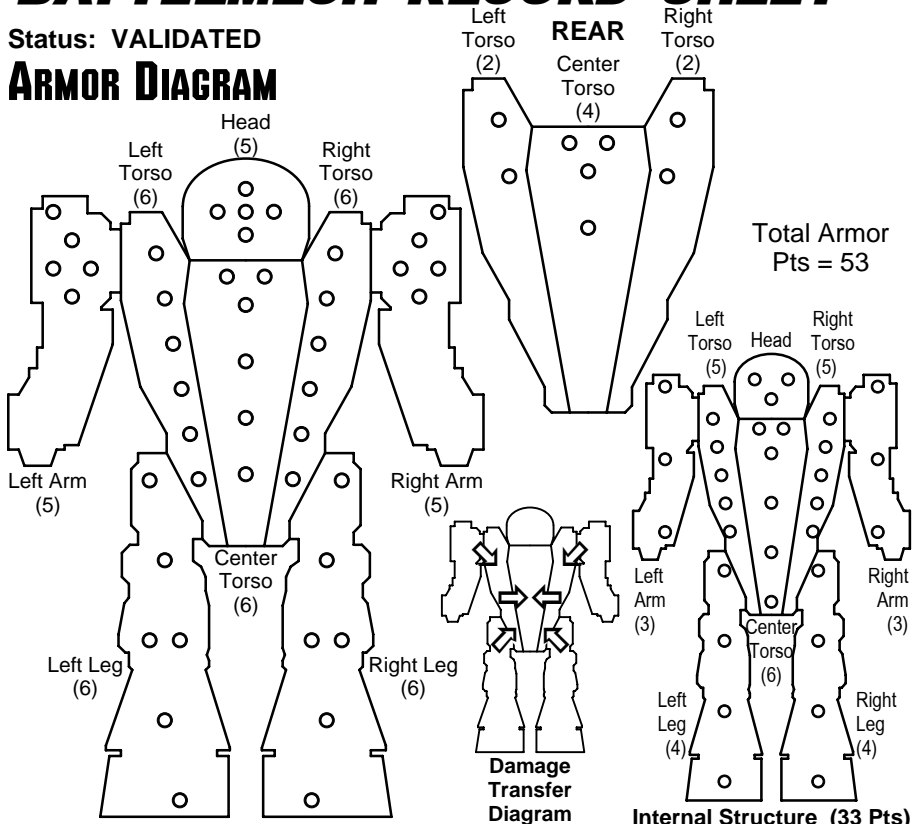 BATTLEMECH RECORD SHEET
Status: VALIDATED
ARMOR DIAGRAM
REAR
Left
Torso
(2)
Center
Torso
(4)
Right
Torso
(2)
Left
Torso
(6)
Head
(5)
Right
Torso
(6)
Total Armor
Pts = 53
Left Arm
(5)
Right Arm
(5)
Center
Torso
(6)
Left Leg
(6)
Right Leg
(6)
Damage
Transfer
Diagram
Left
Torso
(5)
Head
Right
Torso
(5)
Left
Arm
(3)
Right
Arm
(3)
Center
Torso
(6)
Left
Leg
(4)
Right
Leg
(4)
Internal Structure (33 Pts)